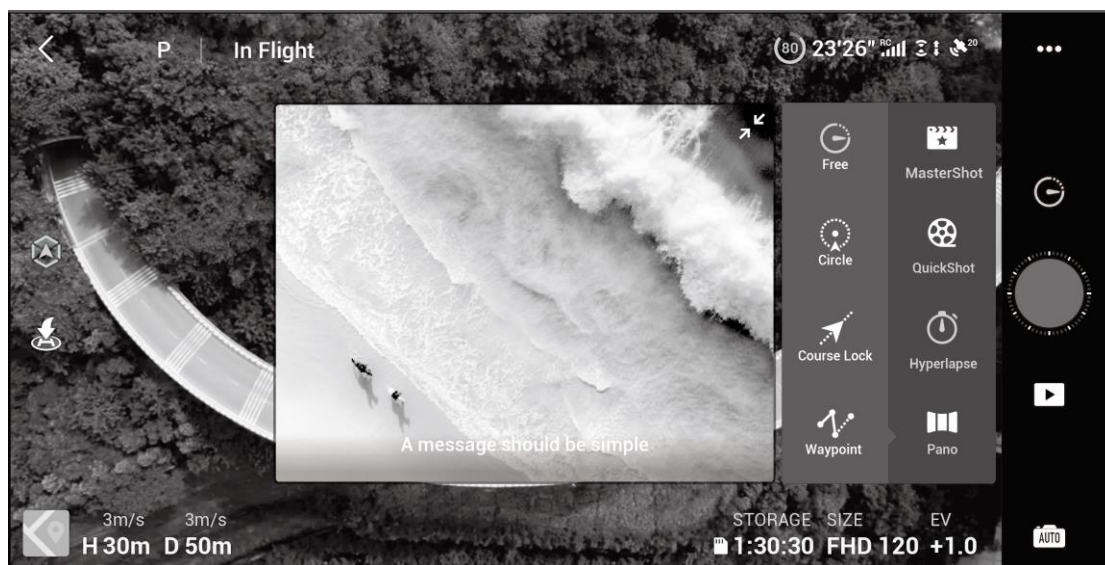 P In Flight 80 23'26" RC 20
Free MasterShot
Circle QuickShot
Course Lock Hyperlapse
Waypoint Pano
A message should be simple
3m/s 3m/s STORAGE SIZE EV
H 30m D 50m 1:30:30 FHD 120 +1.0 AUTO